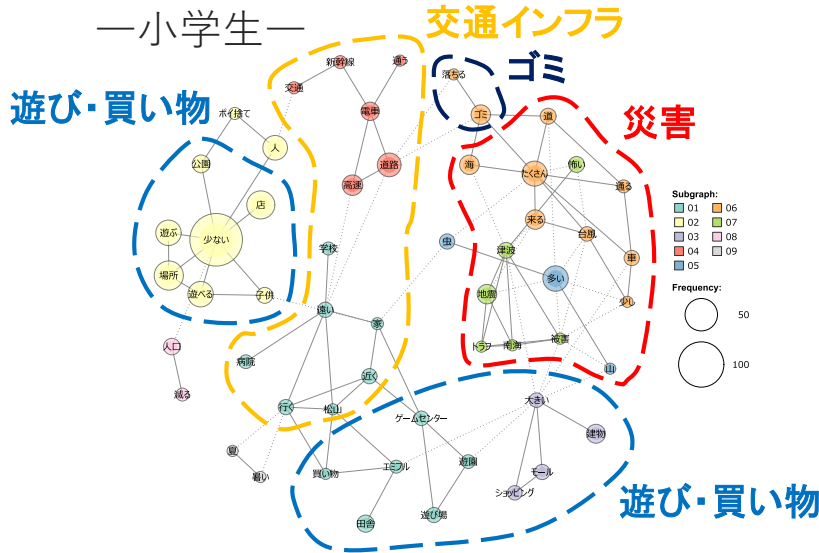 ―小学生―
交通インフラ
ゴミ
災害
遊び・買い物
新幹線
通う
交通
電車
道路
高速
落ちる
ゴミ
道
海
たくさん
怖い
通る
来る
台風
車
少し
ポイ捨て
人
公園
店
遊ぶ
少ない
場所
遊べる
子供
学校
虫
津波
多い
地震
トラフ
南海
被害
山
遠い
家
病院
近く
行く
松山
人口
減る
夏
暑い
買い物
エミフル
田舎
ゲームセンター
遊園
遊び場
大きい
建物
モール
ショッピング
遊び・買い物
Subgraph:
01 06
02 07
03 08
04 09
05
Frequency:
50
100